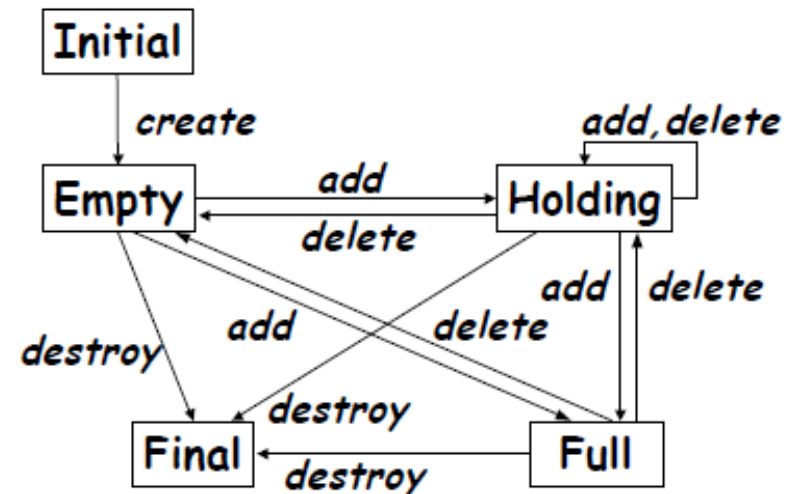 Initial
create
add, delete
Empty
add
Holding
delete
add
delete
add
delete
destroy
destroy
Final
destroy
Full